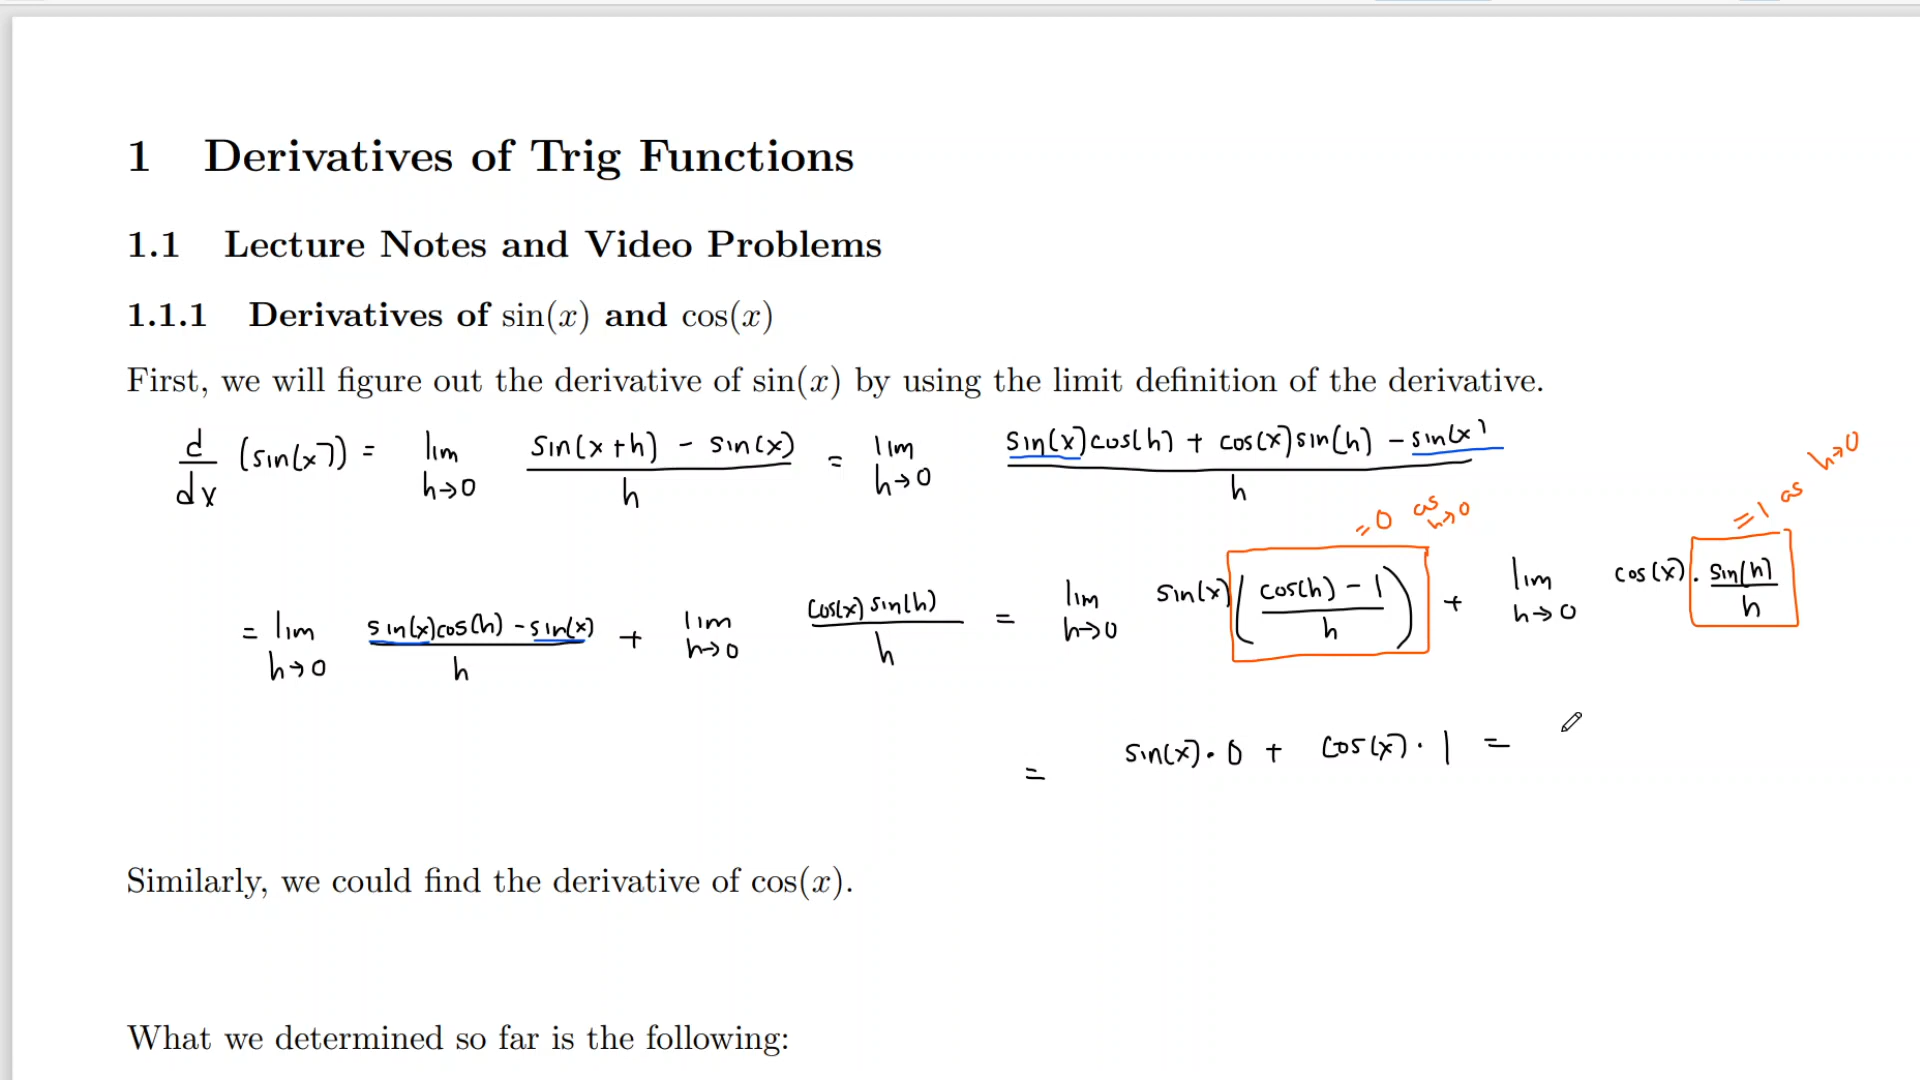 1 Derivatives of Trig Functions
1.1 Lecture Notes and Video Problems
1.1.1 Derivatives of sin(x) and cos(x)
First, we will figure out the derivative of sin(x) by using the limit definition of the derivative.
d/dx (sin(x)) = lim h→0 (sin(x+h) - sin(x))/h = lim h→0 (sin(x)cos(h) + cos(x)sin(h) - sin(x))/h
=0 as h→0
=1 as h→0
= lim h→0 (sin(x)cos(h) - sin(x))/h + lim h→0 (cos(x) sin(h))/h = lim h→0 sin(x) ((cos(h) - 1)/h) + lim h→0 cos(x) · sin(h)/h
= sin(x) · 0 + cos(x) · 1 =
Similarly, we could find the derivative of cos(x).
What we determined so far is the following: